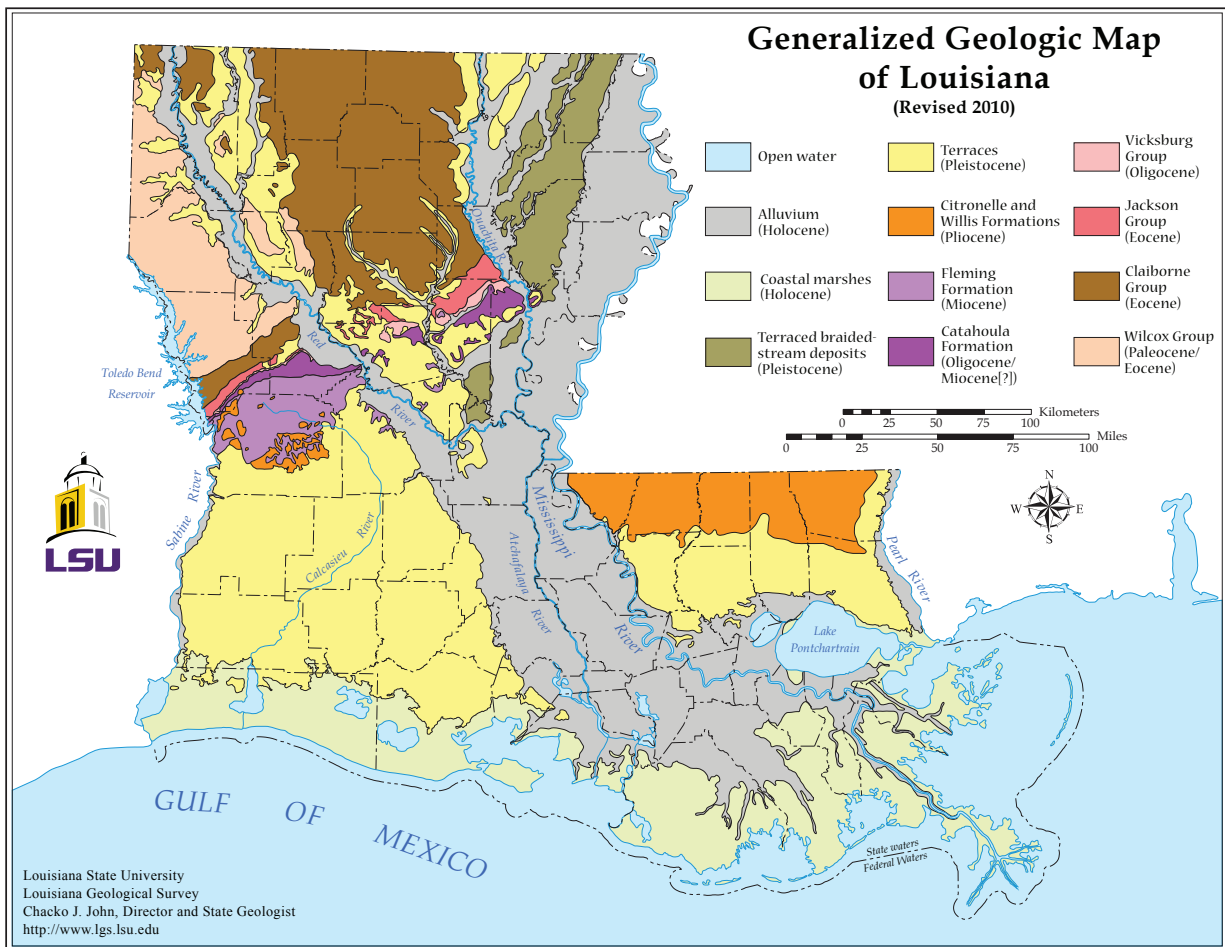 Generalized Geologic Map
of Louisiana
(Revised 2010)
Open water
Alluvium
(Holocene)
Coastal marshes
(Holocene)
Terraced braided-
stream deposits
(Pleistocene)
Terraces
(Pleistocene)
Citronelle and
Willis Formations
(Pliocene)
Fleming
Formation
(Miocene)
Catahoula
Formation
(Oligocene/
Miocene[?])
Vicksburg
Group
(Oligocene)
Jackson
Group
(Eocene)
Claiborne
Group
(Eocene)
Wilcox Group
(Paleocene/
Eocene)
0 25 50 75 100 Kilometers
0 25 50 75 100 Miles
N
W E
S
Ouachita R.
Red
River
Toledo Bend
Reservoir
LSU
Sabine River
Calcasieu River
Atchafalaya River
Mississippi
River
Pearl River
Lake
Pontchartrain
GULF OF MEXICO
State waters
Federal Waters
Louisiana State University
Louisiana Geological Survey
Chacko J. John, Director and State Geologist
http://www.lgs.lsu.edu